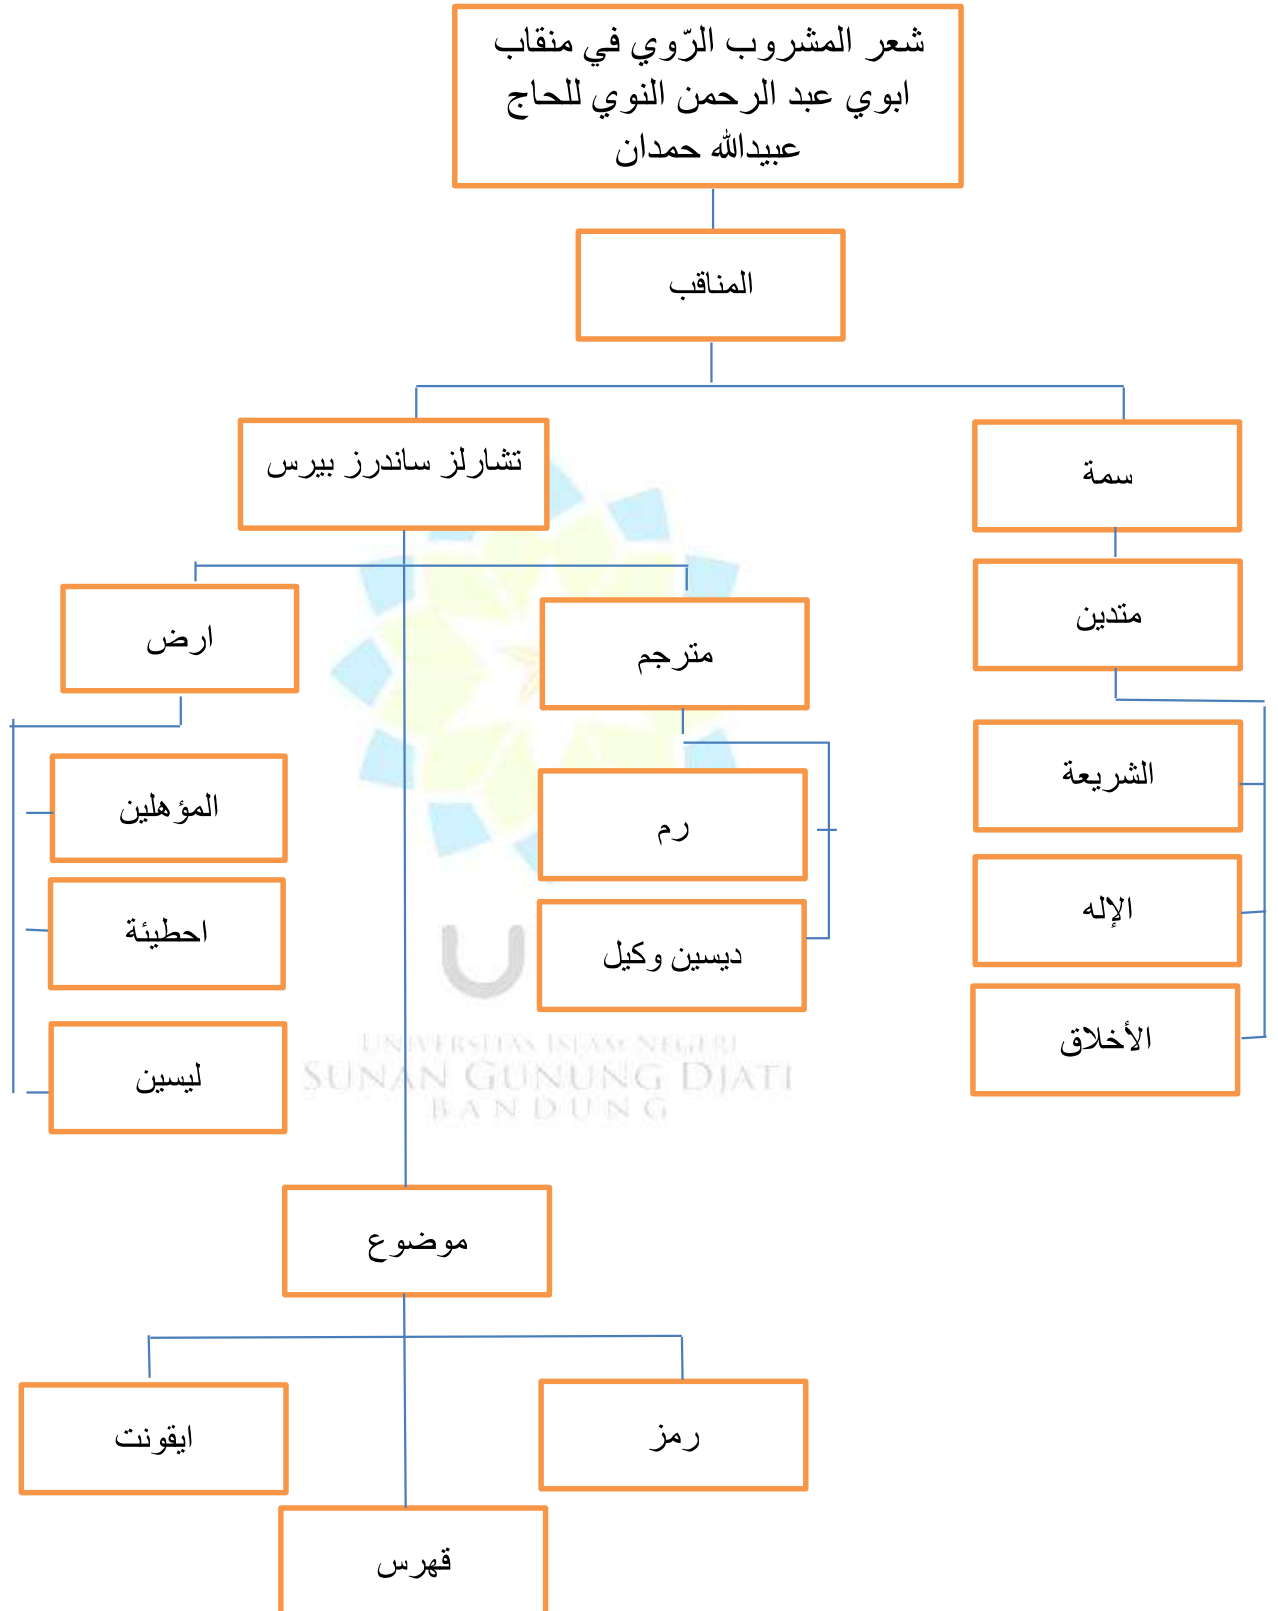 شعر المشروب الرّوي في منقاب
ابوي عبد الرحمن النوي للحاج
عبيدالله حمدان
المناقب
تشارلز ساندرز بيرس
سمة
ارض
مترجم
متدين
المؤهلين
رم
الشريعة
احطيئة
ديسين وكيل
الإله
ليسين
الأخلاق
UNIVERSITAS ISLAM NEGERI
SUNAN GUNUNG DJATI
BANDUNG
موضوع
ايقونت
رمز
قهرس